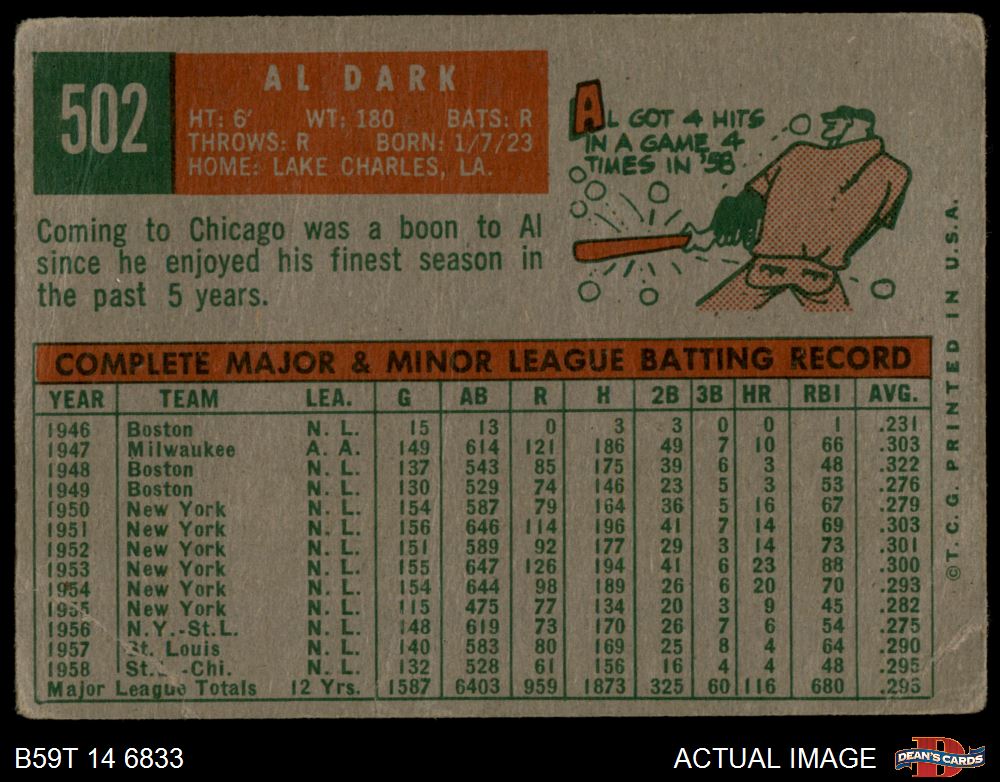 502
AL DARK
HT: 6' WT: 180 BATS: R
THROWS: R BORN: 1/7/23
HOME: LAKE CHARLES, LA.
AL GOT 4 HITS
IN A GAME 4
TIMES IN '58
Coming to Chicago was a boon to Al
since he enjoyed his finest season in
the past 5 years.
COMPLETE MAJOR & MINOR LEAGUE BATTING RECORD
YEAR TEAM LEA. G AB R H 2B 3B HR RBI AVG.
1946 Boston N. L. 15 13 0 3 3 0 0 1 .231
1947 Milwaukee A. A. 149 614 121 186 49 7 10 66 .303
1948 Boston N. L. 137 543 85 175 39 6 3 48 .322
1949 Boston N. L. 130 529 74 146 23 5 3 53 .276
1950 New York N. L. 154 587 79 164 36 5 16 67 .279
1951 New York N. L. 156 646 114 196 41 7 14 69 .303
1952 New York N. L. 151 589 92 177 29 3 14 73 .301
1953 New York N. L. 155 647 126 194 41 6 23 88 .300
1954 New York N. L. 154 644 98 189 26 6 20 70 .293
1955 New York N. L. 115 475 77 134 20 3 9 45 .282
1956 N.Y.-St.L. N. L. 148 619 73 170 26 7 6 54 .275
1957 St. Louis N. L. 140 583 80 169 25 8 4 64 .290
1958 St.L.-Chi. N. L. 132 528 61 156 16 4 4 48 .295
Major League Totals 12 Yrs. 1587 6403 959 1873 325 60 116 680 .293
©T.C.G. PRINTED IN U.S.A.
B59T 14 6833
ACTUAL IMAGE
D
DEAN'S CARDS